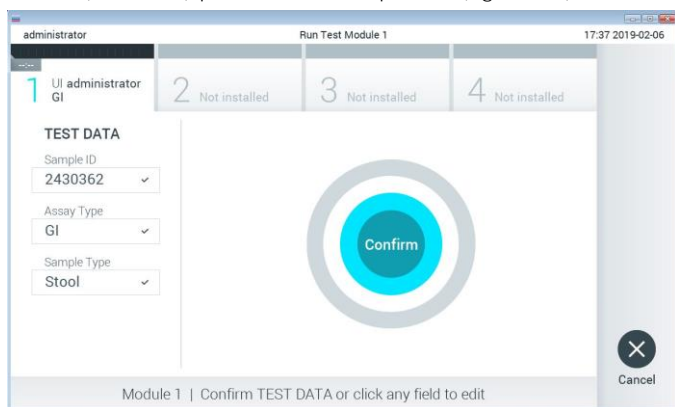 administrator Run Test Module 1 17:37 2019-02-06
--:--
1 UI administrator 2 Not installed 3 Not installed 4 Not installed
GI
TEST DATA
Sample ID
2430362
Assay Type
GI
Sample Type
Stool
Confirm
Cancel
Module 1 | Confirm TEST DATA or click any field to edit